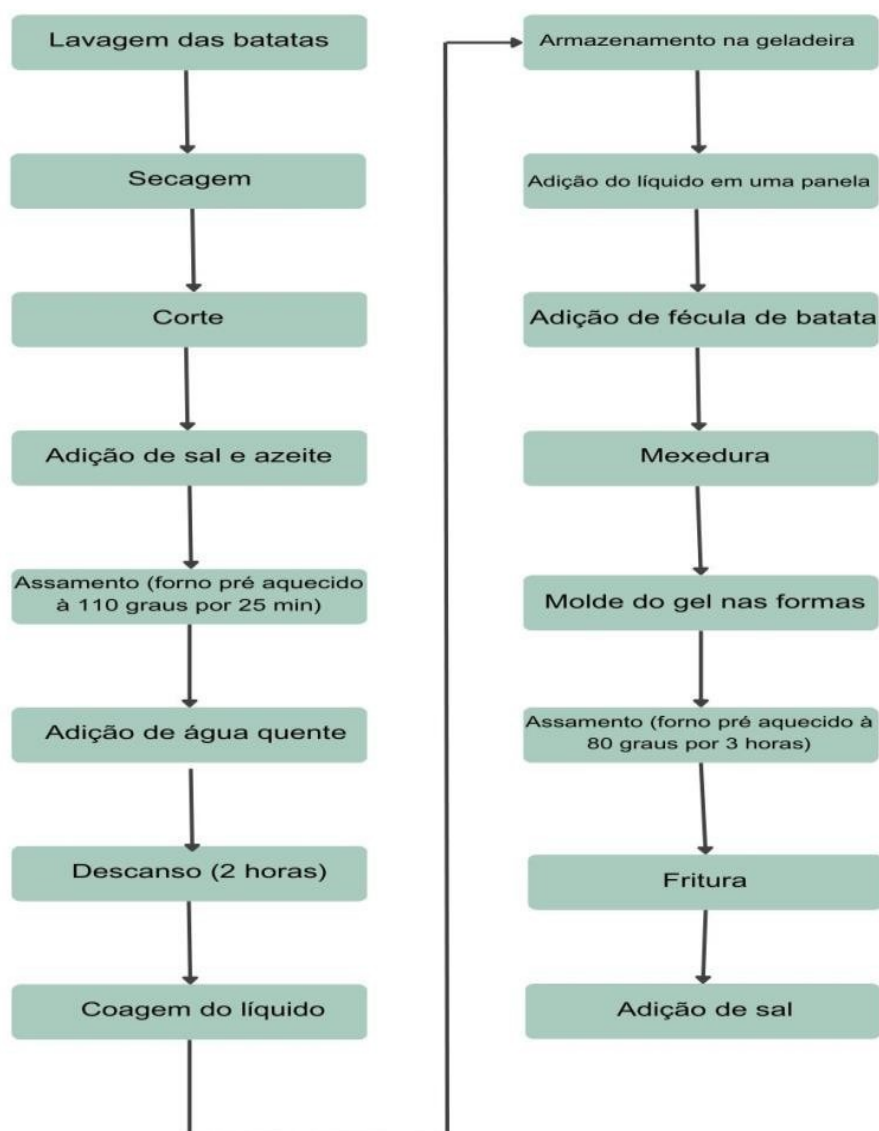 Lavagem das batatas
Secagem
Corte
Adição de sal e azeite
Assamento (forno pré aquecido
à 110 graus por 25 min)
Adição de água quente
Descanso (2 horas)
Coagem do líquido
Armazenamento na geladeira
Adição do líquido em uma panela
Adição de fécula de batata
Mexedura
Molde do gel nas formas
Assamento (forno pré aquecido à
80 graus por 3 horas)
Fritura
Adição de sal